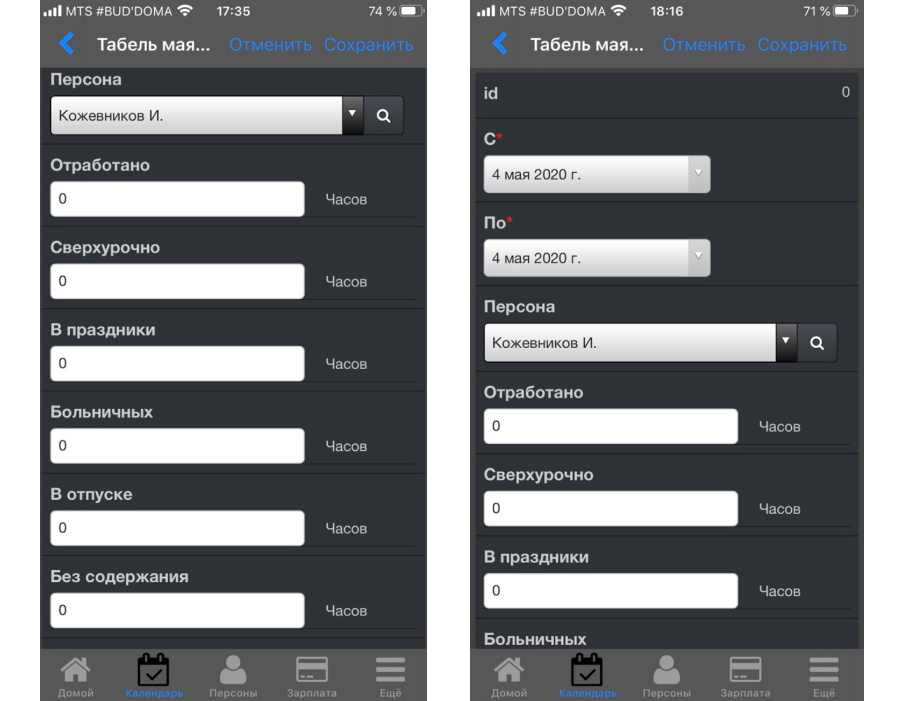 MTS #BUD'DOMA 17:35 74 %
Табель мая... Отменить Сохранить
Персона
Кожевников И.
Отработано
0 Часов
Сверхурочно
0 Часов
В праздники
0 Часов
Больничных
0 Часов
В отпуске
0 Часов
Без содержания
0 Часов
Домой Календарь Персоны Зарплата Ещё
MTS #BUD'DOMA 18:16 71 %
Табель мая... Отменить Сохранить
id 0
С*
4 мая 2020 г.
По*
4 мая 2020 г.
Персона
Кожевников И.
Отработано
0 Часов
Сверхурочно
0 Часов
В праздники
0 Часов
Больничных
Домой Календарь Персоны Зарплата Ещё